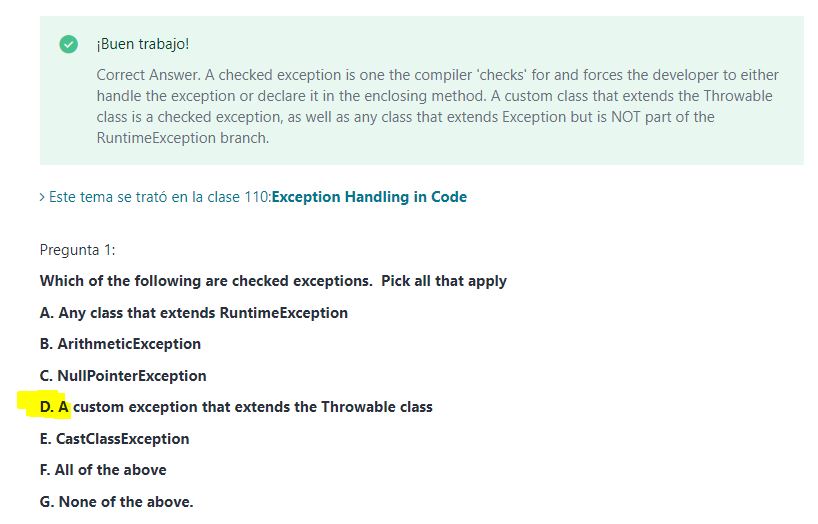 ¡Buen trabajo!
Correct Answer. A checked exception is one the compiler 'checks' for and forces the developer to either
handle the exception or declare it in the enclosing method. A custom class that extends the Throwable
class is a checked exception, as well as any class that extends Exception but is NOT part of the
RuntimeException branch.
> Este tema se trató en la clase 110:Exception Handling in Code
Pregunta 1:
Which of the following are checked exceptions.  Pick all that apply
A. Any class that extends RuntimeException
B. ArithmeticException
C. NullPointerException
D. A custom exception that extends the Throwable class
E. CastClassException
F. All of the above
G. None of the above.